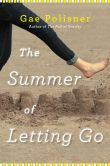 Gae Polisner
Author of The Pull of Gravity
The
Summer
of
Letting Go